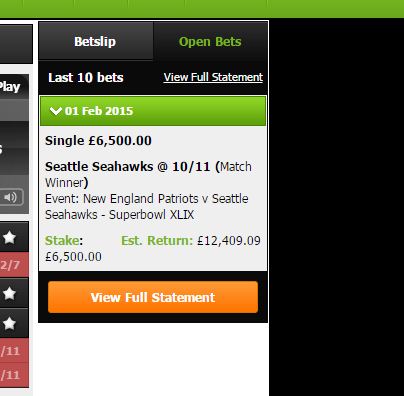 Betslip Open Bets
Last 10 bets View Full Statement
Play
01 Feb 2015
Single £6,500.00
Seattle Seahawks @ 10/11 (Match
Winner)
Event: New England Patriots v Seattle
Seahawks - Superbowl XLIX
Stake: Est. Return: £12,409.09
£6,500.00
2/7
View Full Statement
/11
/11